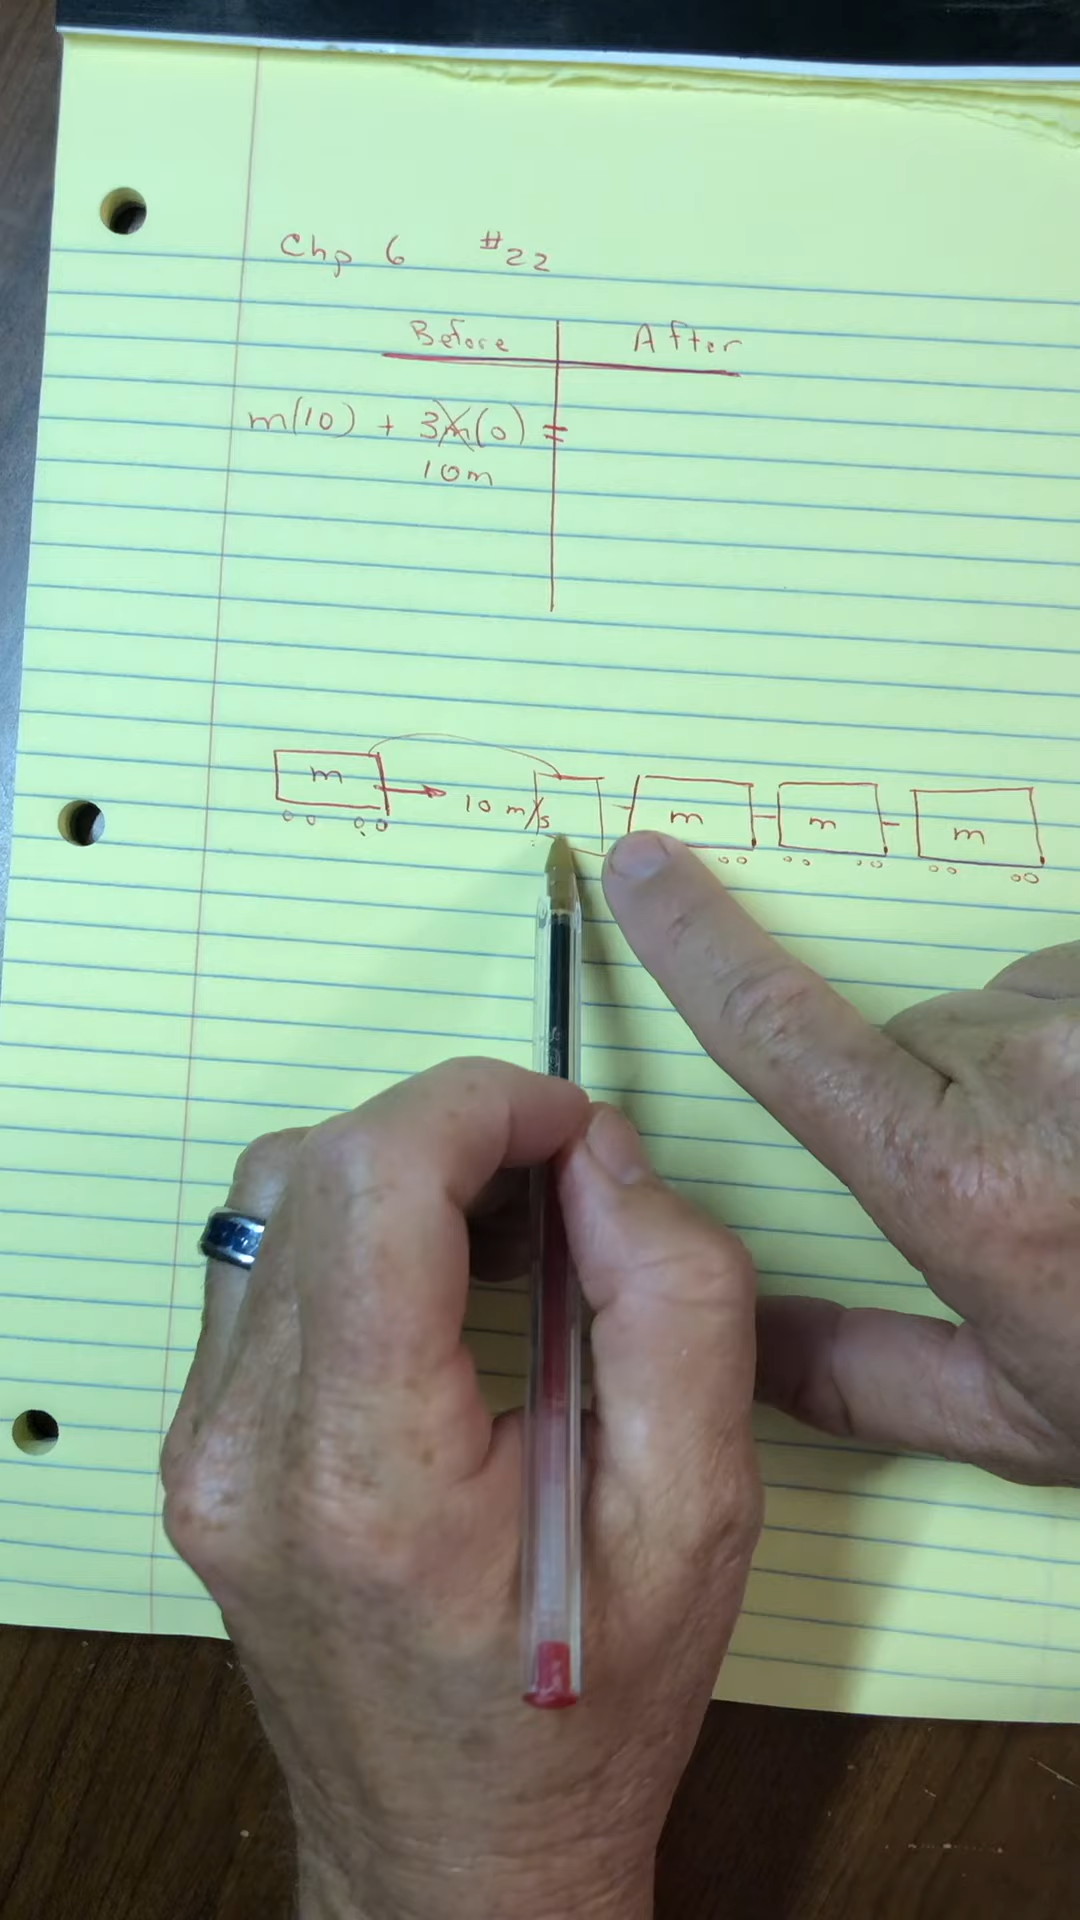 Chp 6 #22
Before After
m(10) + 3m(0) =
10m
m 10 m/s m m m